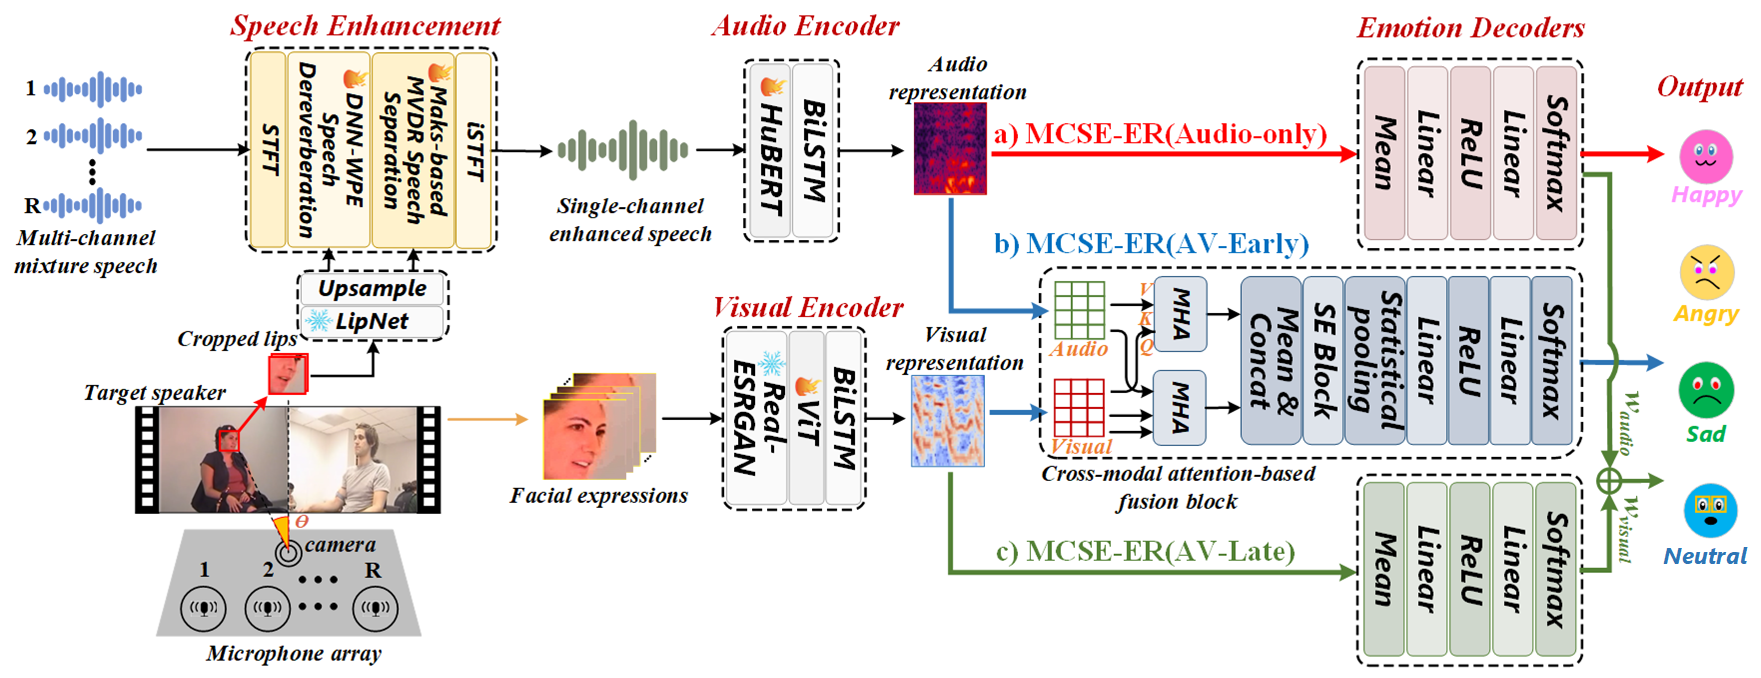 Speech Enhancement
Audio Encoder
Emotion Decoders
Output
1
2
R
Multi-channel
mixture speech
STFT
DNN-WPE
Speech
Dereverberation
Maks-based
MVDR Speech
Separation
iSTFT
Upsample
LipNet
Single-channel
enhanced speech
HuBERT
BiLSTM
Audio
representation
a) MCSE-ER(Audio-only)
Mean
Linear
ReLU
Linear
Softmax
Happy
Angry
Sad
Neutral
b) MCSE-ER(AV-Early)
Audio
Visual
V
K
Q
MHA
MHA
Mean &
Concat
SE Block
Statistical
pooling
Linear
ReLU
Linear
Softmax
Cross-modal attention-based
fusion block
Cropped lips
Target speaker
Visual Encoder
Facial expressions
Real-
ESRGAN
ViT
BiLSTM
Visual
representation
c) MCSE-ER(AV-Late)
Mean
Linear
ReLU
Linear
Softmax
Waudio
Wvisual
Θ
camera
1
2
R
Microphone array